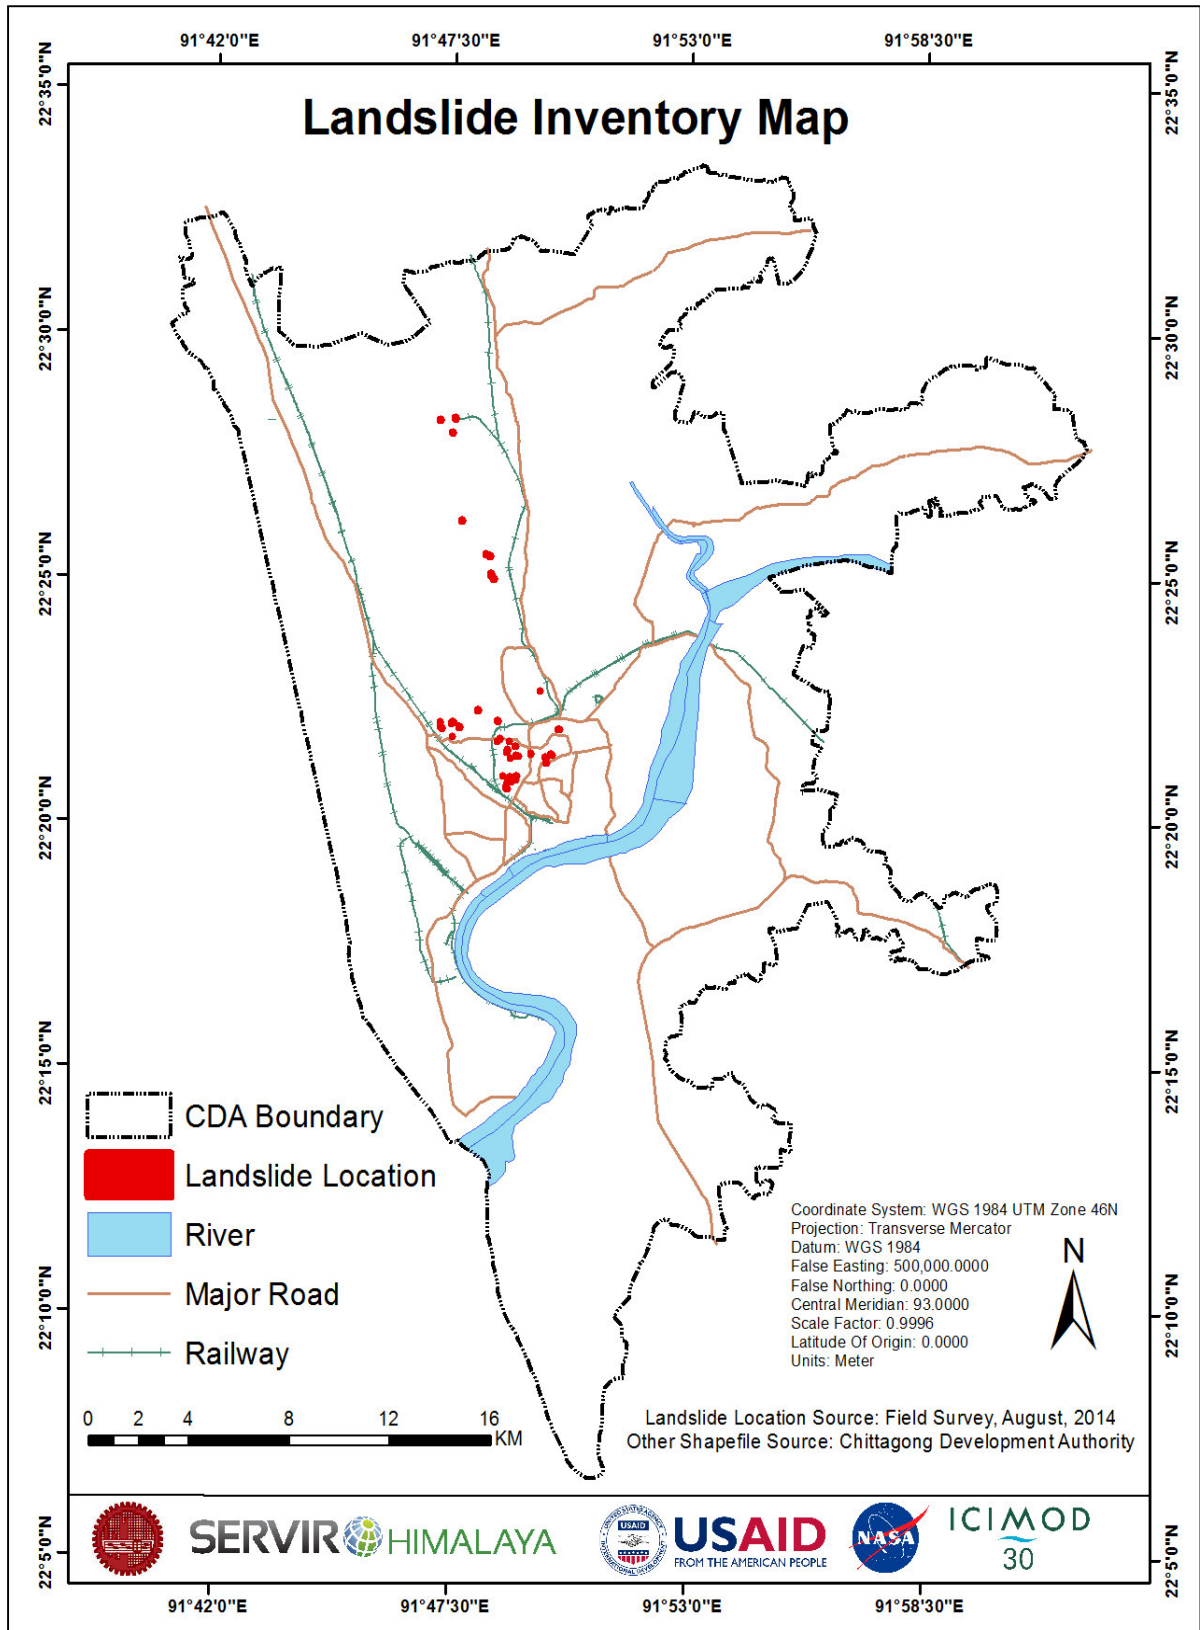 91°42'0"E 91°47'30"E 91°53'0"E 91°58'30"E
Landslide Inventory Map
22°35'0"N 22°35'0"N
22°30'0"N 22°30'0"N
22°25'0"N 22°25'0"N
22°20'0"N 22°20'0"N
22°15'0"N 22°15'0"N
22°10'0"N 22°10'0"N
22°5'0"N 22°5'0"N
CDA Boundary
Landslide Location
River
Major Road
Railway
Coordinate System: WGS 1984 UTM Zone 46N
Projection: Transverse Mercator
Datum: WGS 1984
False Easting: 500,000.0000
False Northing: 0.0000
Central Meridian: 93.0000
Scale Factor: 0.9996
Latitude Of Origin: 0.0000
Units: Meter
N
0 2 4 8 12 16
KM
Landslide Location Source: Field Survey, August, 2014
Other Shapefile Source: Chittagong Development Authority
SERVIR HIMALAYA
UNITED STATES AGENCY
USAID
INTERNATIONAL DEVELOPMENT
USAID
FROM THE AMERICAN PEOPLE
NASA
ICIMOD
30
91°42'0"E 91°47'30"E 91°53'0"E 91°58'30"E